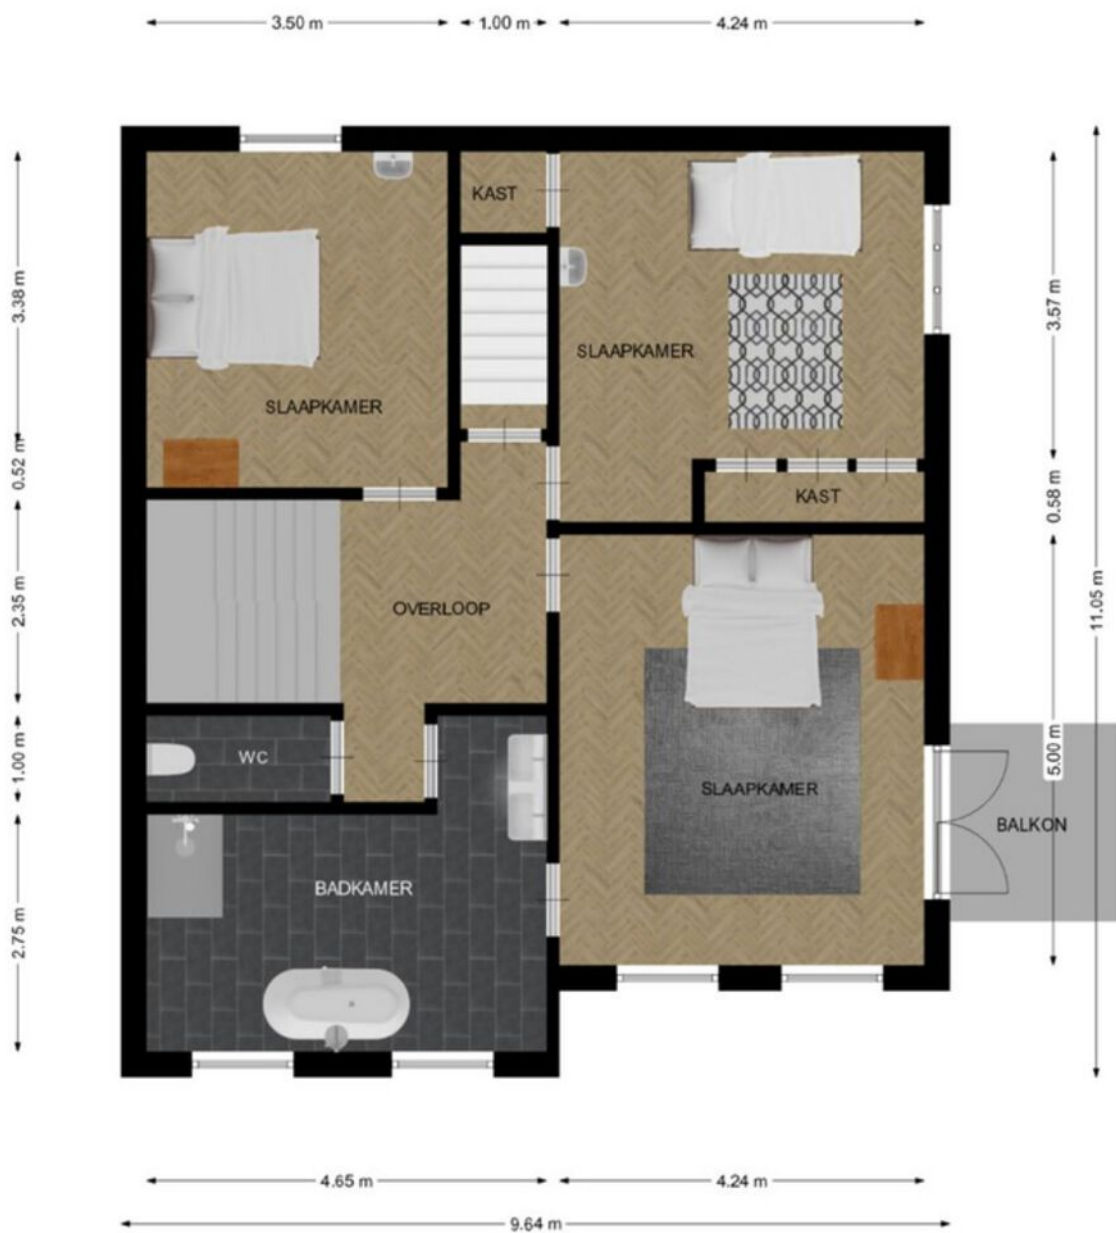 3.50 m
1.00 m
4.24 m
KAST
3.38 m
3.57 m
SLAAPKAMER
SLAAPKAMER
0.52 m
KAST
0.58 m
2.35 m
OVERLOOP
11.05 m
1.00 m
WC
5.00 m
SLAAPKAMER
BALKON
BADKAMER
2.75 m
4.65 m
4.24 m
9.64 m